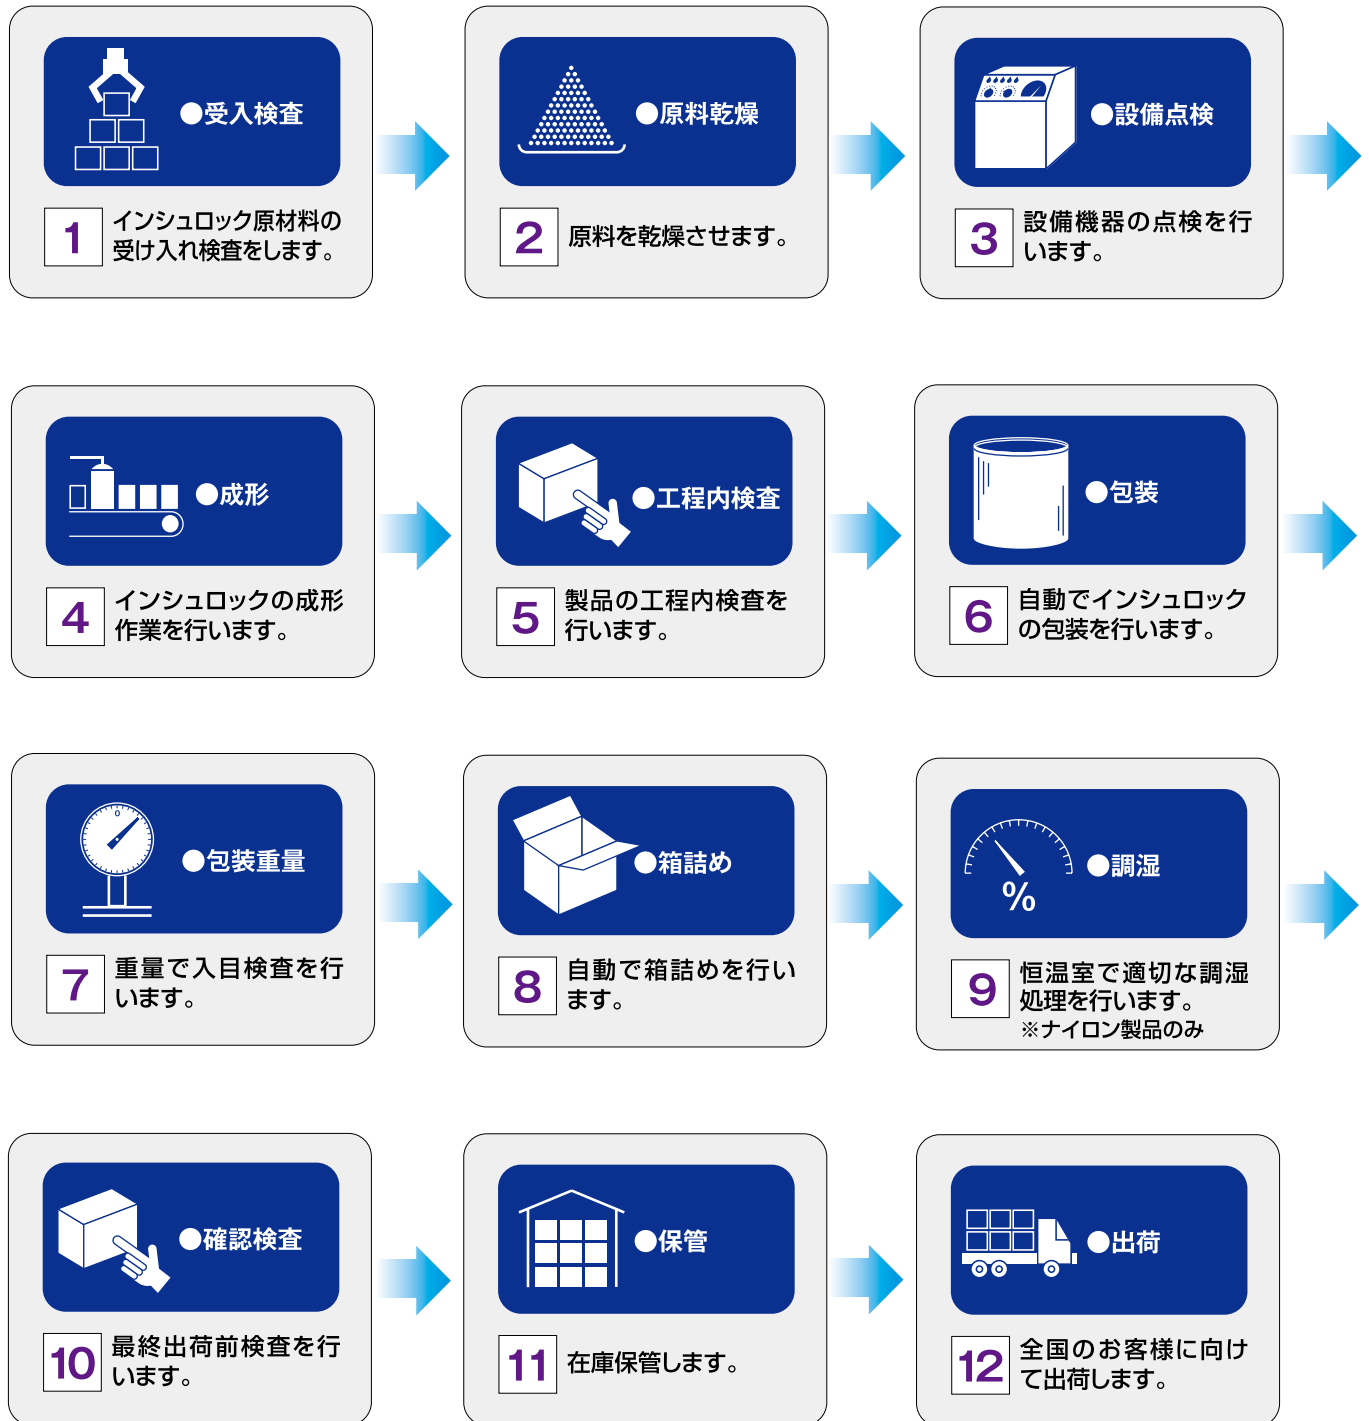 ●受入検査
1
インシュロック原材料の
受け入れ検査をします。
●原料乾燥
2
原料を乾燥させます。
●設備点検
3
設備機器の点検を行
います。
●成形
4
インシュロックの成形
作業を行います。
●工程内検査
5
製品の工程内検査を
行います。
●包装
6
自動でインシュロック
の包装を行います。
0
●包装重量
7
重量で入目検査を行
います。
●箱詰め
8
自動で箱詰めを行い
ます。
%
●調湿
9
恒温室で適切な調湿
処理を行います。
※ナイロン製品のみ
●確認検査
10
最終出荷前検査を行
います。
●保管
11
在庫保管します。
●出荷
12
全国のお客様に向け
て出荷します。